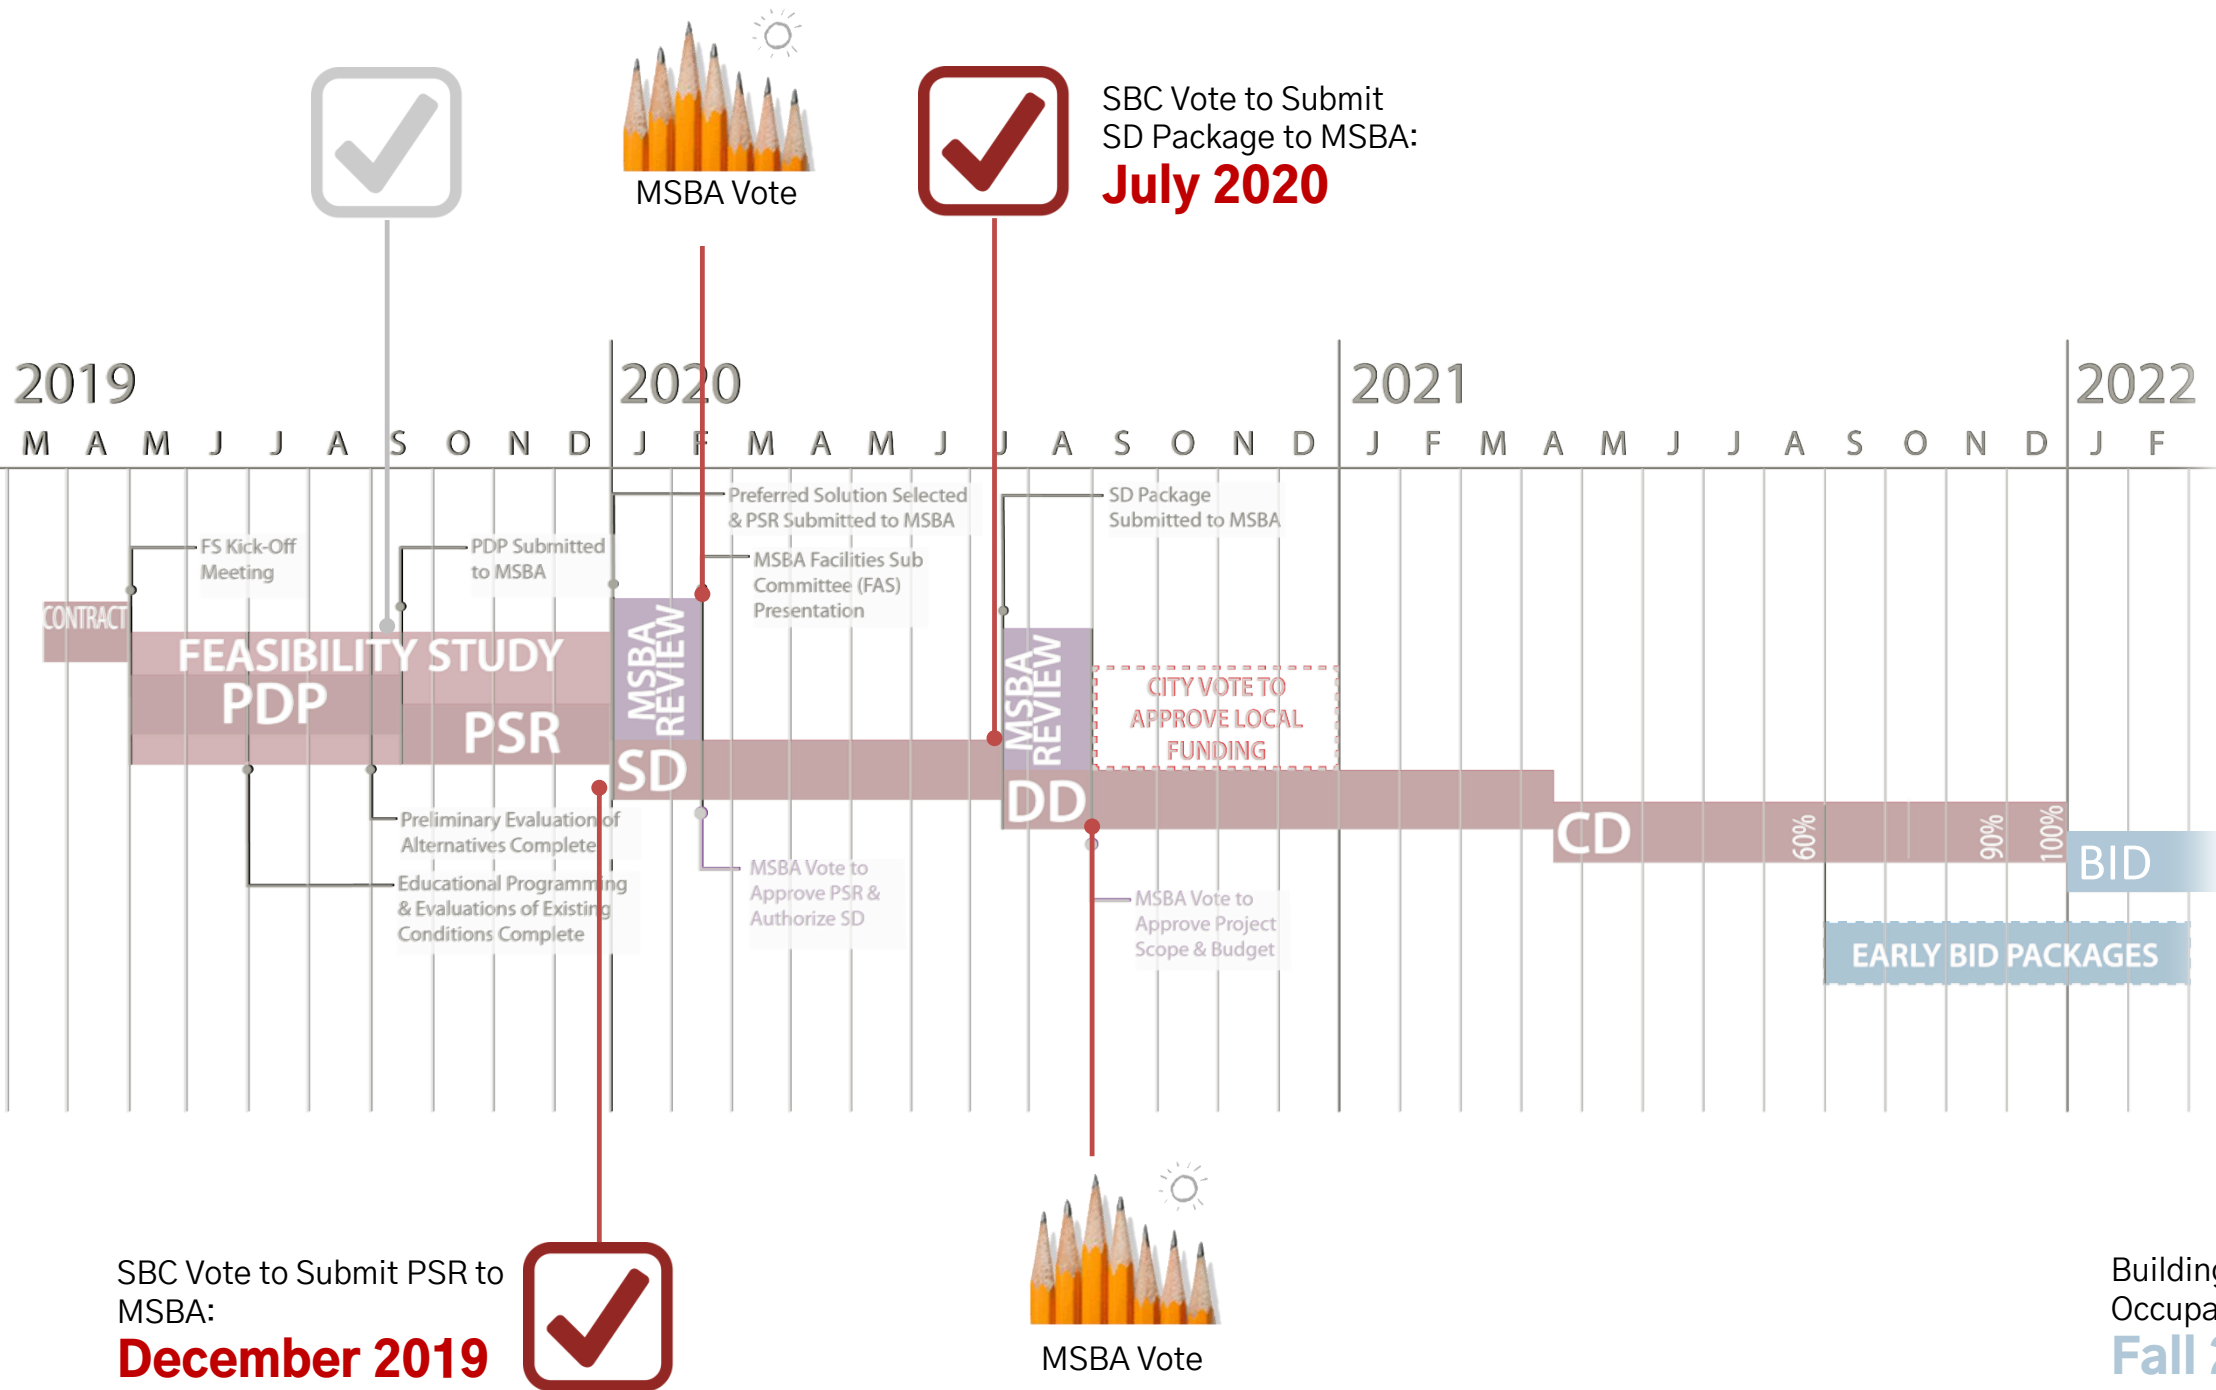 MSBA Vote
SBC Vote to Submit
SD Package to MSBA:
July 2020
2019
2020
2021
2022
M A M J J A S O N D J F M A M J J A S O N D J F M A M J J A S O N D J F
Preferred Solution Selected
& PSR Submitted to MSBA
SD Package
Submitted to MSBA
FS Kick-Off
Meeting
PDP Submitted
to MSBA
MSBA Facilities Sub
Committee (FAS)
Presentation
CONTRACT
FEASIBILITY STUDY
PDP
PSR
MSBA
REVIEW
SD
MSBA
REVIEW
CITY VOTE TO
APPROVE LOCAL
FUNDING
DD
CD
60%
90%
100%
BID
Preliminary Evaluation of
Alternatives Complete
Educational Programming
& Evaluations of Existing
Conditions Complete
MSBA Vote to
Approve PSR &
Authorize SD
MSBA Vote to
Approve Project
Scope & Budget
EARLY BID PACKAGES
SBC Vote to Submit PSR to
MSBA:
December 2019
MSBA Vote
Building
Occupa
Fall 2